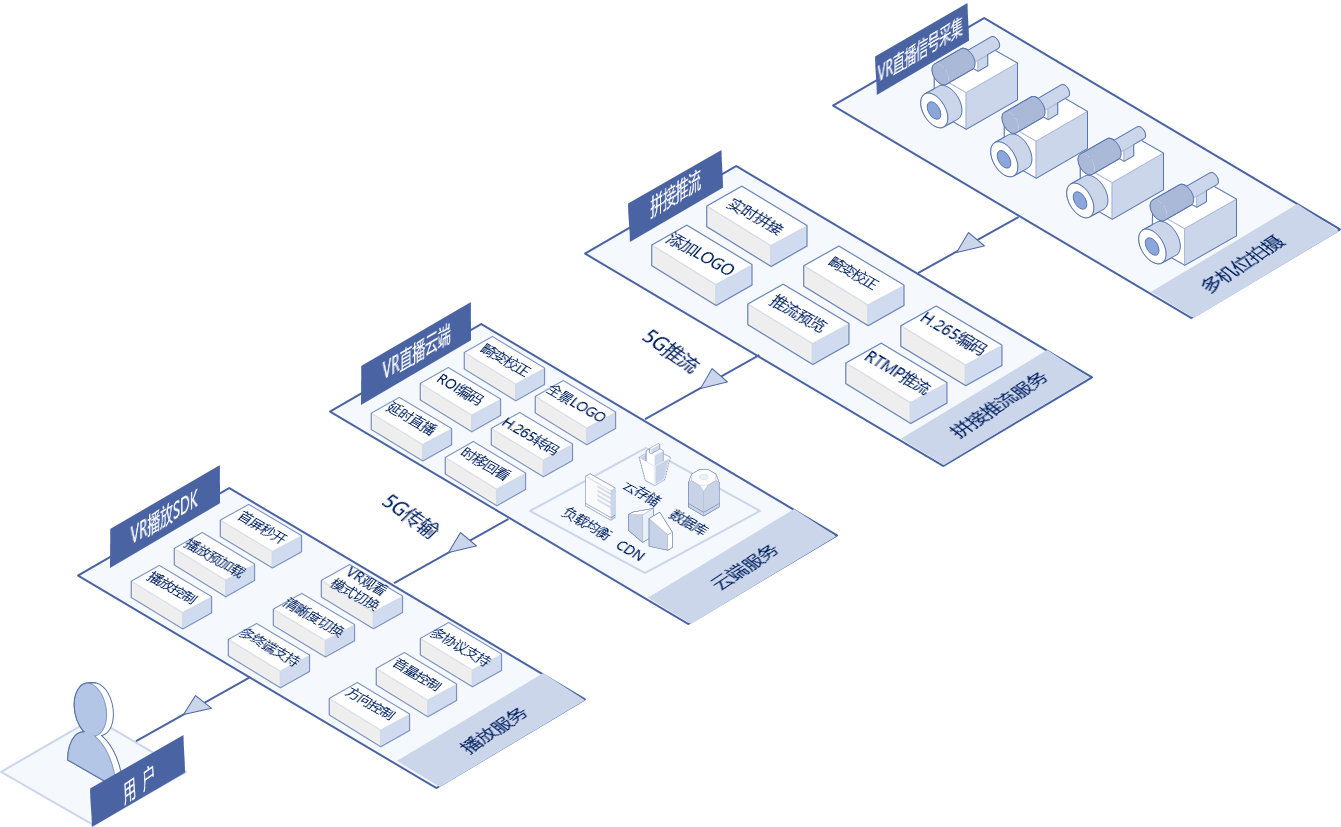 VR直播信号采集
多机位拍摄
拼接推流
实时拼接
添加LOGO
畸变校正
推流预览
H.265编码
RTMP推流
拼接推流服务
5G推流
VR直播云端
畸变校正
ROI编码
全景LOGO
延时直播
H.265转码
时移回看
云存储
数据库
负载均衡
CDN
云端服务
5G传输
VR播放SDK
首屏秒开
播放预加载
播放控制
VR观看
模式切换
清晰度切换
多终端支持
多协议支持
音量控制
方向控制
播放服务
用 户